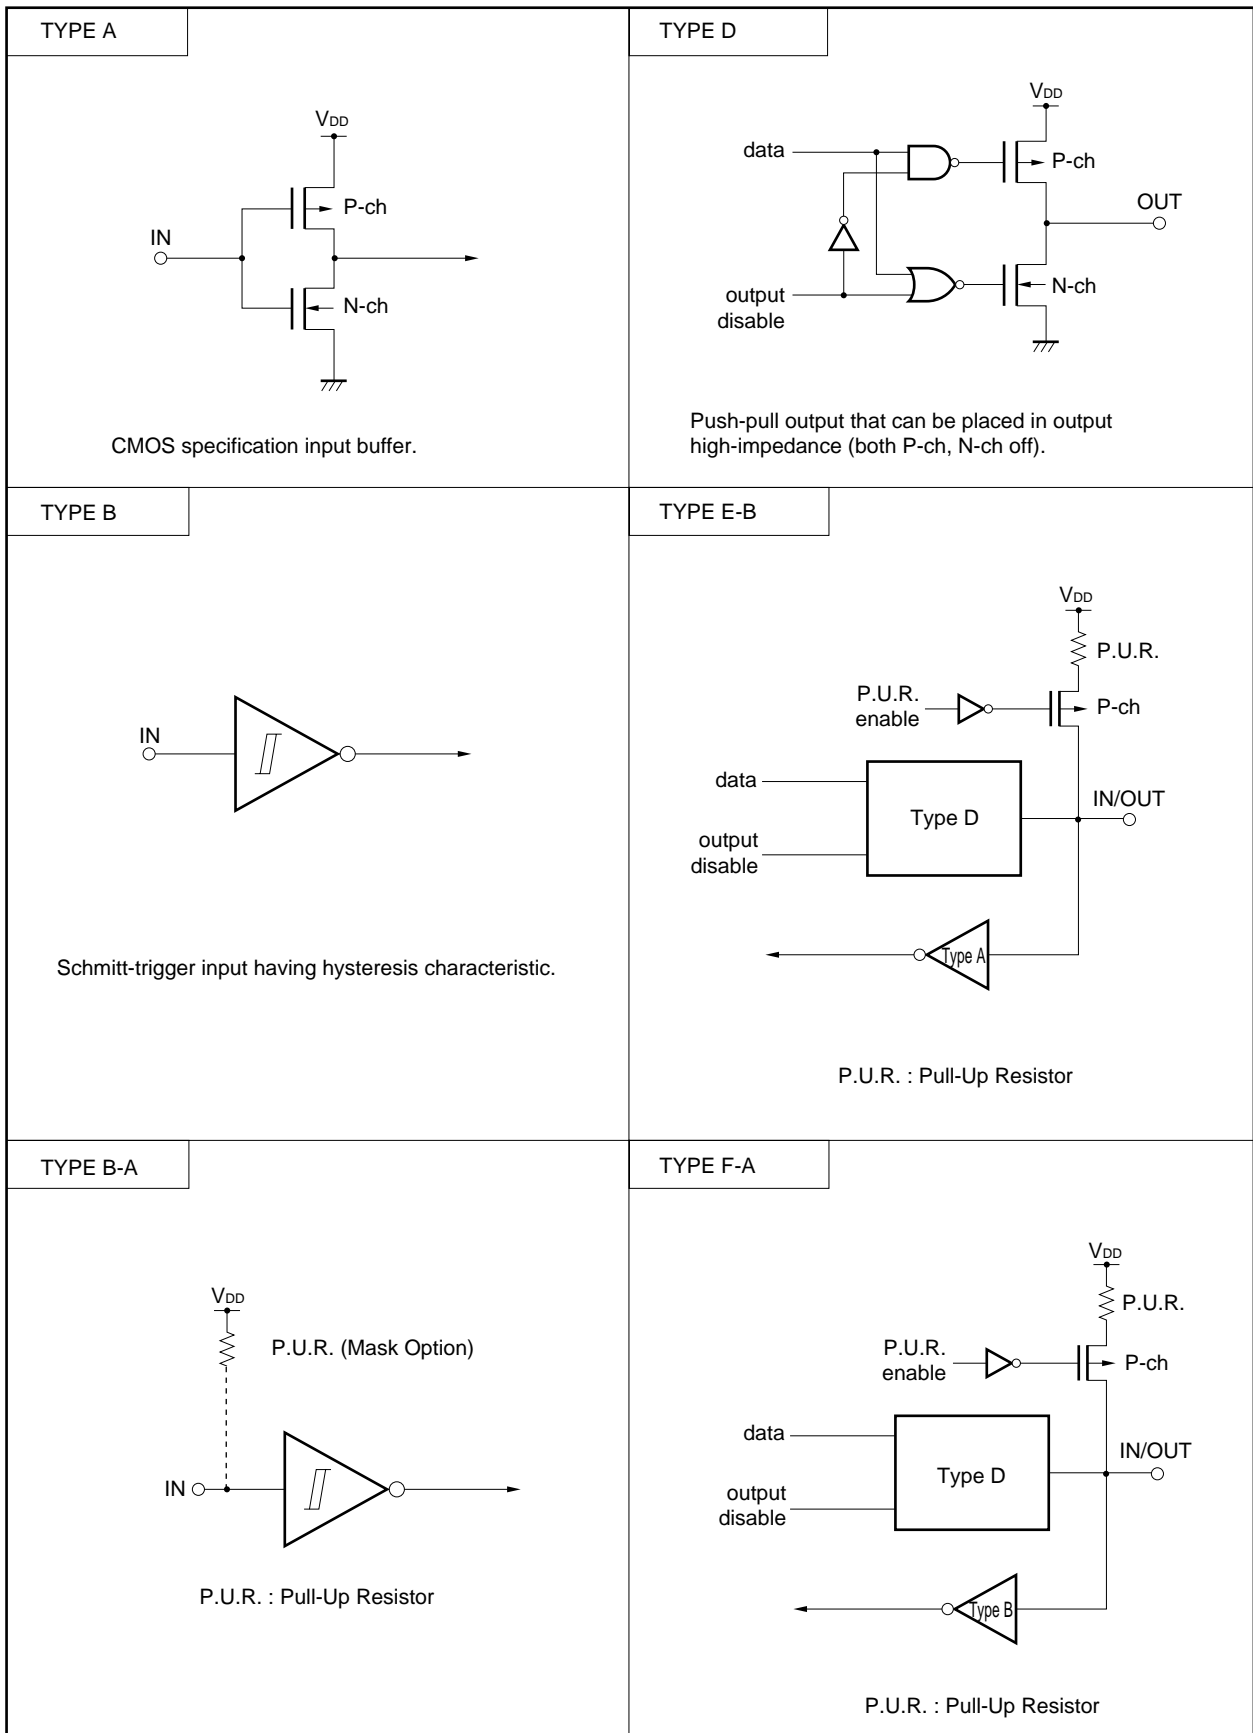 TYPE A
VDD
P-ch
IN
N-ch
CMOS specification input buffer.
TYPE D
VDD
data
P-ch
OUT
output
disable
N-ch
Push-pull output that can be placed in output
high-impedance (both P-ch, N-ch off).
TYPE B
IN
Schmitt-trigger input having hysteresis characteristic.
TYPE E-B
VDD
P.U.R.
P.U.R.
enable
P-ch
data
Type D
IN/OUT
output
disable
Type A
P.U.R. : Pull-Up Resistor
TYPE B-A
VDD
P.U.R. (Mask Option)
IN
P.U.R. : Pull-Up Resistor
TYPE F-A
VDD
P.U.R.
P.U.R.
enable
P-ch
data
Type D
IN/OUT
output
disable
Type B
P.U.R. : Pull-Up Resistor